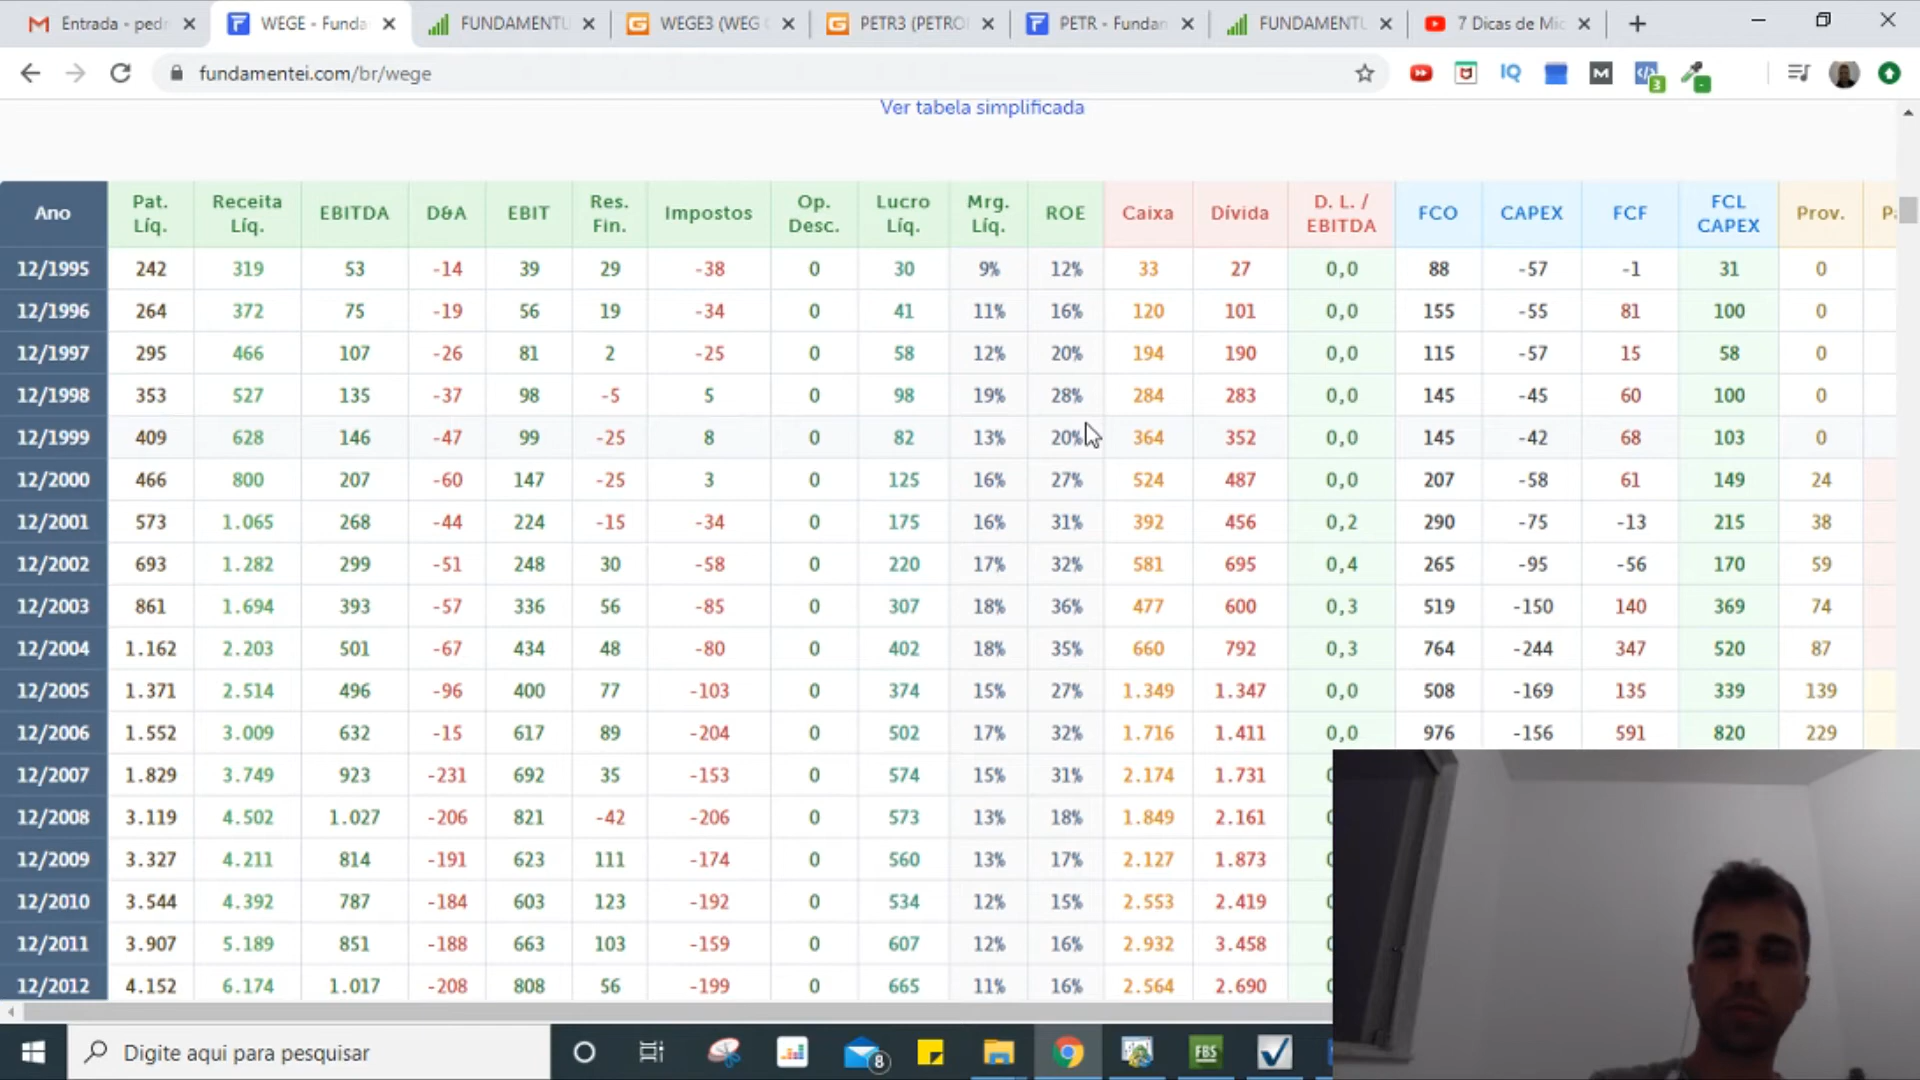 Entrada - pedr
WEGE - Funda
FUNDAMENTU
WEGE3 (WEG
PETR3 (PETRO
PETR - Fundan
FUNDAMENTU
7 Dicas de Mic
fundamentei.com/br/wege
IQ M 3 -
Ver tabela simplificada
Ano Pat. Líq. Receita Líq. EBITDA D&A EBIT Res. Fin. Impostos Op. Desc. Lucro Líq. Mrg. Líq. ROE Caixa Dívida D. L. / EBITDA FCO CAPEX FCF FCL CAPEX Prov.
12/1995 242 319 53 -14 39 29 -38 0 30 9% 12% 33 27 0,0 88 -57 -1 31 0
12/1996 264 372 75 -19 56 19 -34 0 41 11% 16% 120 101 0,0 155 -55 81 100 0
12/1997 295 466 107 -26 81 2 -25 0 58 12% 20% 194 190 0,0 115 -57 15 58 0
12/1998 353 527 135 -37 98 -5 5 0 98 19% 28% 284 283 0,0 145 -45 60 100 0
12/1999 409 628 146 -47 99 -25 8 0 82 13% 20% 364 352 0,0 145 -42 68 103 0
12/2000 466 800 207 -60 147 -25 3 0 125 16% 27% 524 487 0,0 207 -58 61 149 24
12/2001 573 1.065 268 -44 224 -15 -34 0 175 16% 31% 392 456 0,2 290 -75 -13 215 38
12/2002 693 1.282 299 -51 248 30 -58 0 220 17% 32% 581 695 0,4 265 -95 -56 170 59
12/2003 861 1.694 393 -57 336 56 -85 0 307 18% 36% 477 600 0,3 519 -150 140 369 74
12/2004 1.162 2.203 501 -67 434 48 -80 0 402 18% 35% 660 792 0,3 764 -244 347 520 87
12/2005 1.371 2.514 496 -96 400 77 -103 0 374 15% 27% 1.349 1.347 0,0 508 -169 135 339 139
12/2006 1.552 3.009 632 -15 617 89 -204 0 502 17% 32% 1.716 1.411 0,0 976 -156 591 820 229
12/2007 1.829 3.749 923 -231 692 35 -153 0 574 15% 31% 2.174 1.731
12/2008 3.119 4.502 1.027 -206 821 -42 -206 0 573 13% 18% 1.849 2.161
12/2009 3.327 4.211 814 -191 623 111 -174 0 560 13% 17% 2.127 1.873
12/2010 3.544 4.392 787 -184 603 123 -192 0 534 12% 15% 2.553 2.419
12/2011 3.907 5.189 851 -188 663 103 -159 0 607 12% 16% 2.932 3.458
12/2012 4.152 6.174 1.017 -208 808 56 -199 0 665 11% 16% 2.564 2.690
Digite aqui para pesquisar
8
FBS